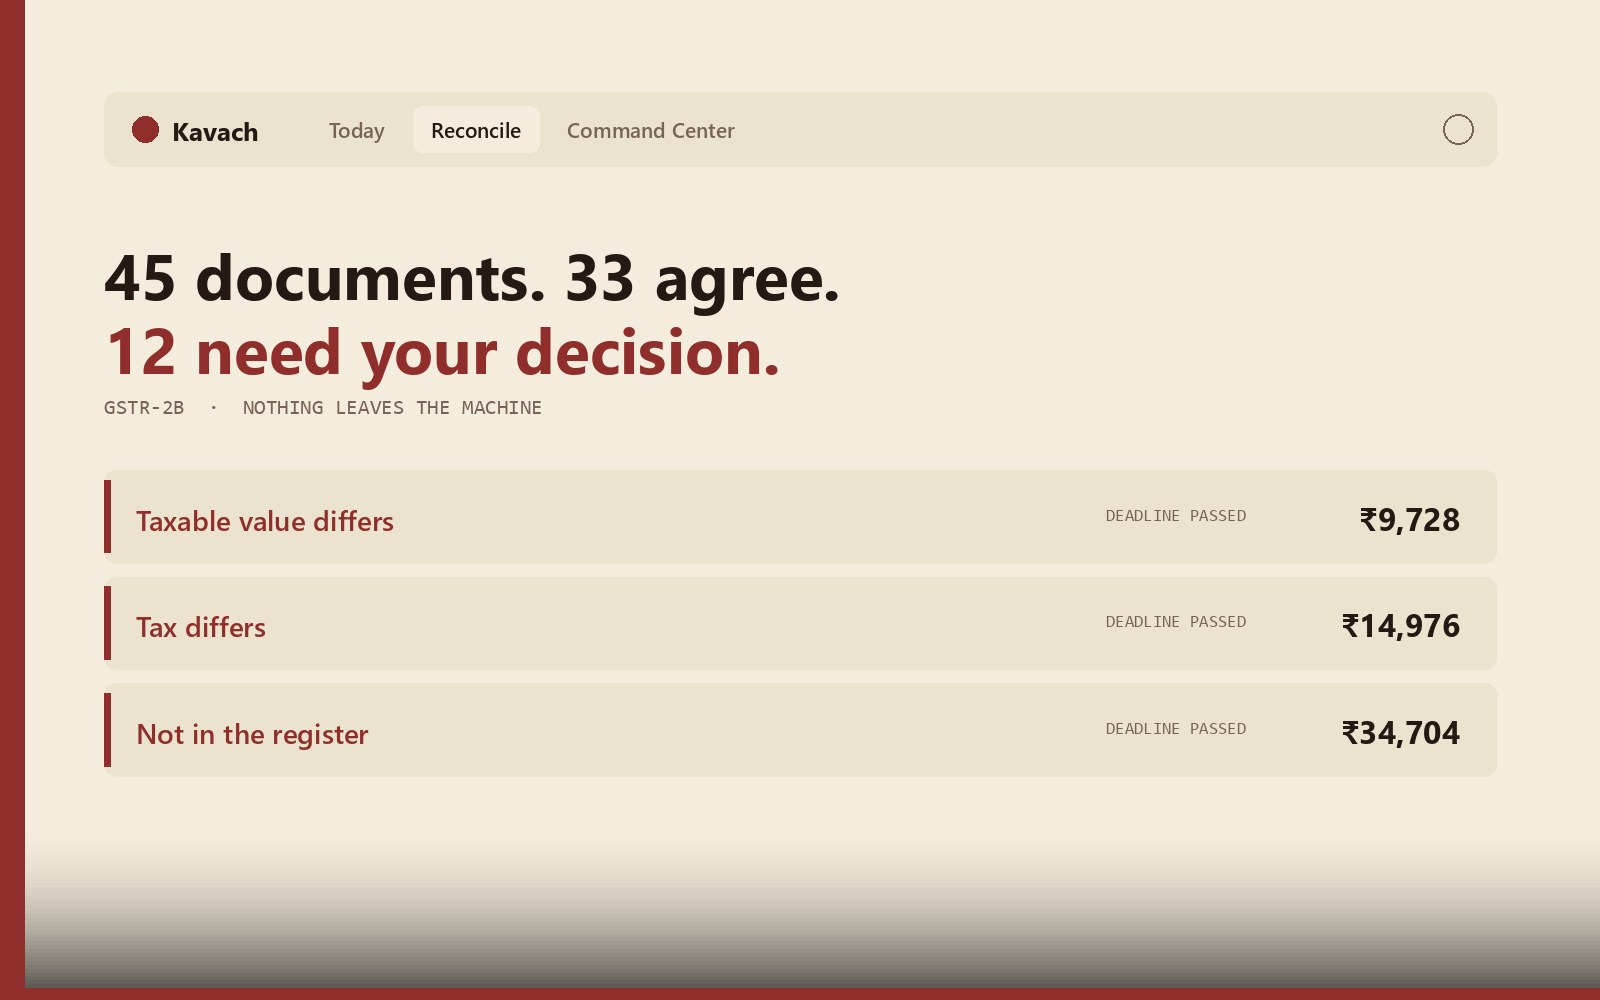 Kavach Today Reconcile Command Center
45 documents. 33 agree.
12 need your decision.
GSTR-2B · NOTHING LEAVES THE MACHINE
Taxable value differs DEADLINE PASSED ₹9,728
Tax differs DEADLINE PASSED ₹14,976
Not in the register DEADLINE PASSED ₹34,704